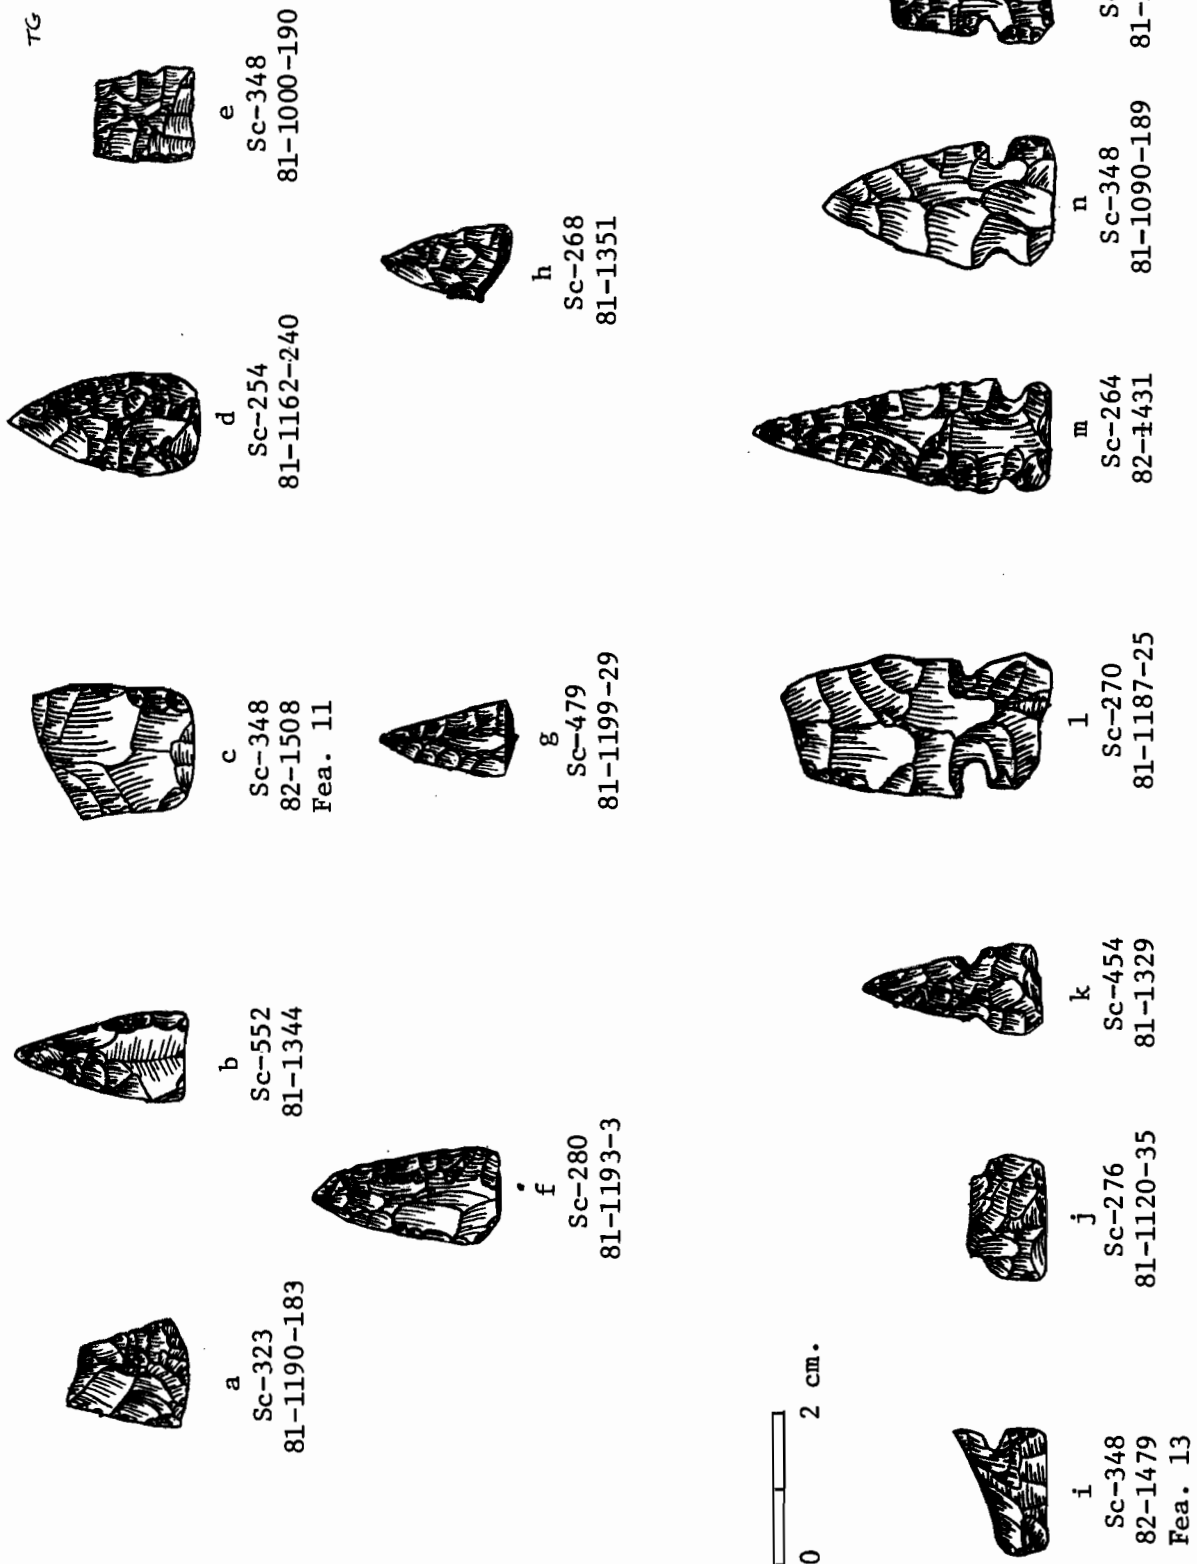 TG
a
Sc-323
81-1190-183
b
Sc-552
81-1344
c
Sc-348
82-1508
Fea. 11
d
Sc-254
81-1162-240
e
Sc-348
81-1000-190
f
Sc-280
81-1193-3
g
Sc-479
81-1199-29
h
Sc-268
81-1351
0 2 cm.
i
Sc-348
82-1479
Fea. 13
j
Sc-276
81-1120-35
k
Sc-454
81-1329
l
Sc-270
81-1187-25
m
Sc-264
82-1431
n
Sc-348
81-1090-189
81-